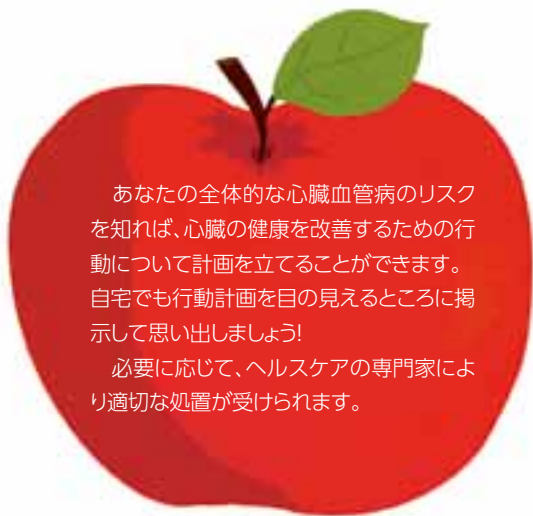 あなたの全体的な心臓血管病のリスク
を知れば、心臓の健康を改善するための行
動について計画を立てることができます。
自宅でも行動計画を目の見えるところに掲
示して思い出しましょう!
　必要に応じて、ヘルスケアの専門家によ
り適切な処置が受けられます。